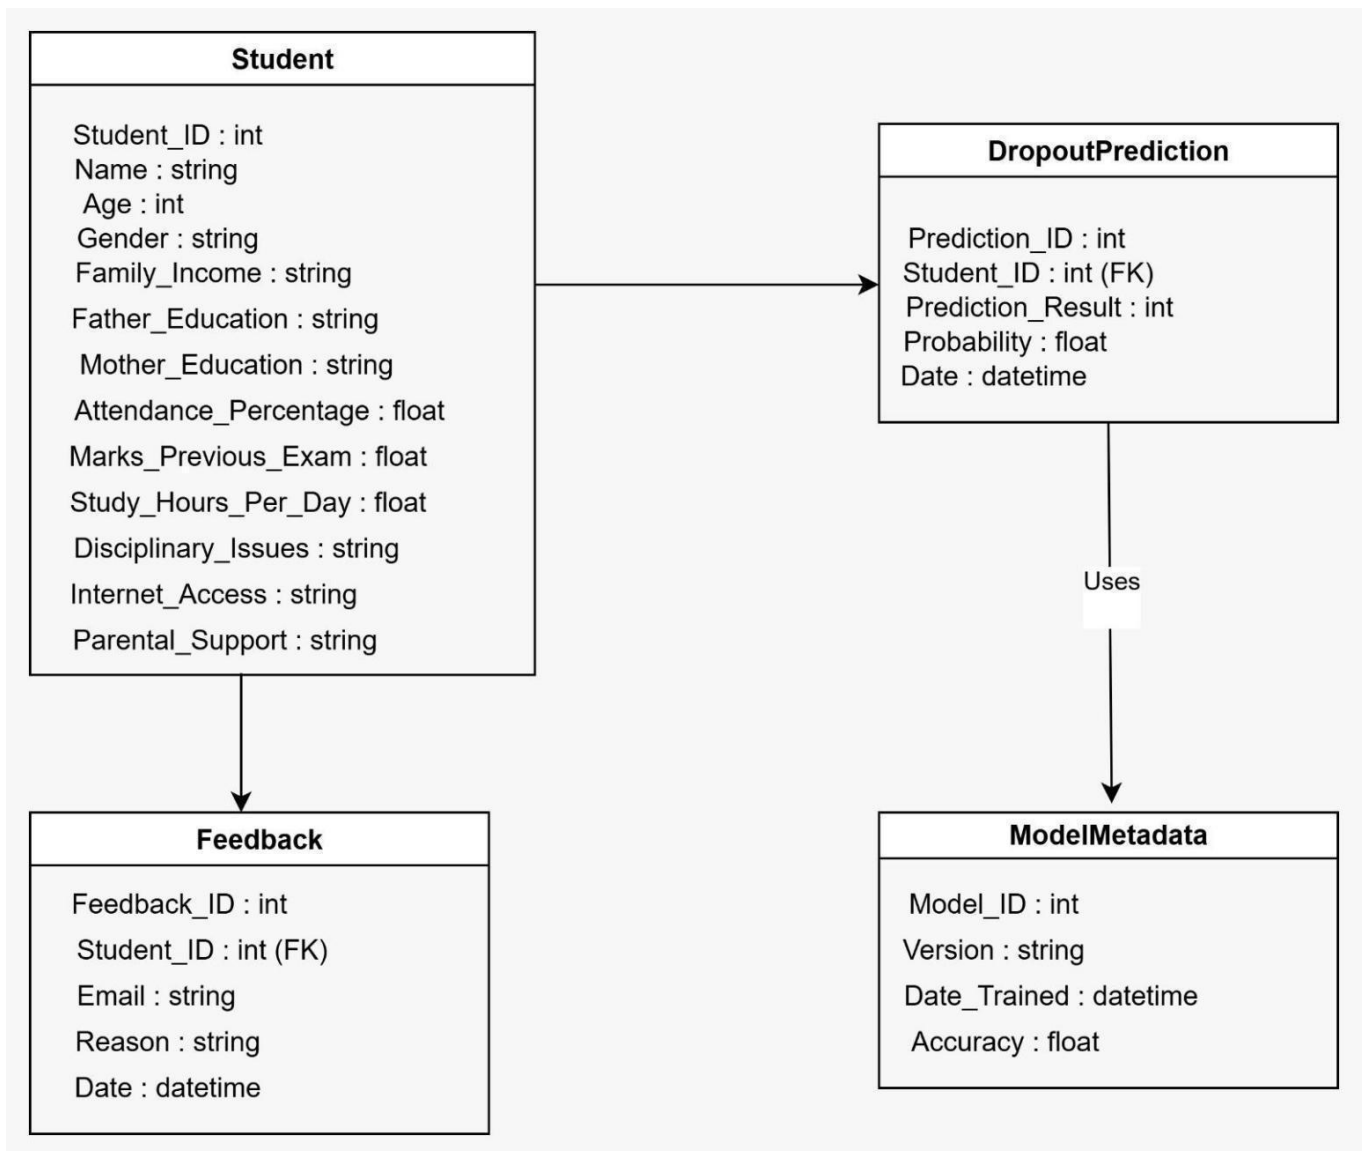 Student
Student_ID : int
Name : string
Age : int
Gender : string
Family_Income : string
Father_Education : string
Mother_Education : string
Attendance_Percentage : float
Marks_Previous_Exam : float
Study_Hours_Per_Day : float
Disciplinary_Issues : string
Internet_Access : string
Parental_Support : string
DropoutPrediction
Prediction_ID : int
Student_ID : int (FK)
Prediction_Result : int
Probability : float
Date : datetime
Uses
Feedback
Feedback_ID : int
Student_ID : int (FK)
Email : string
Reason : string
Date : datetime
ModelMetadata
Model_ID : int
Version : string
Date_Trained : datetime
Accuracy : float